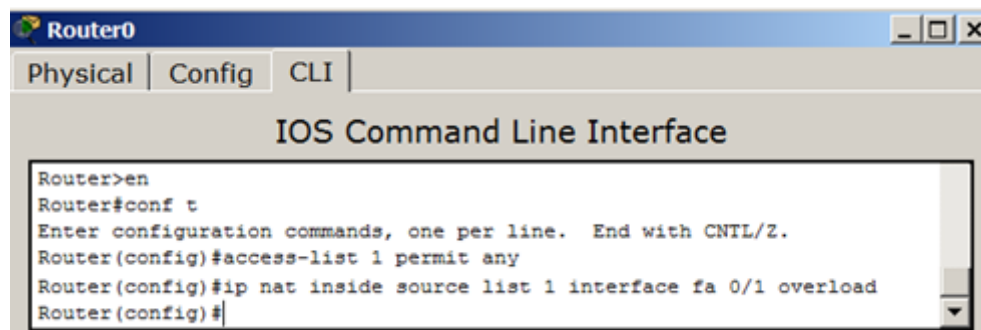 Router0
Physical Config CLI
IOS Command Line Interface
Router>en
Router#conf t
Enter configuration commands, one per line.  End with CNTL/Z.
Router(config)#access-list 1 permit any
Router(config)#ip nat inside source list 1 interface fa 0/1 overload
Router(config)#